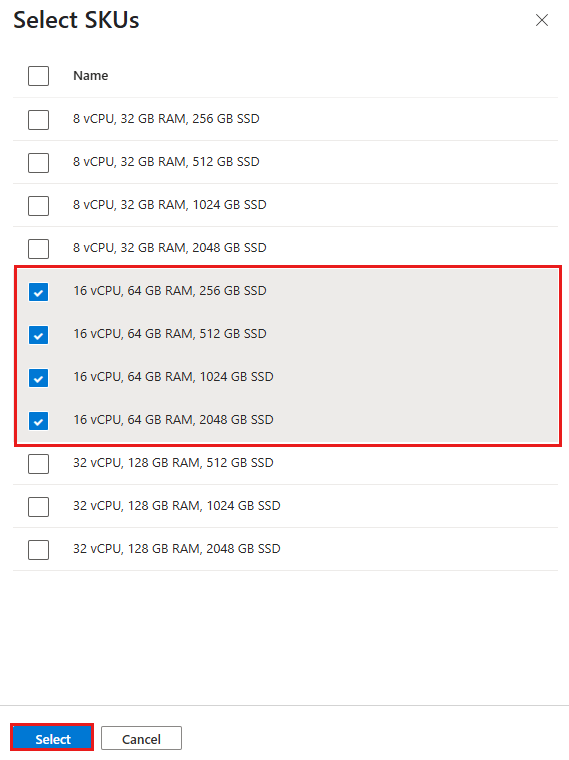 Select SKUs
Name
8 vCPU, 32 GB RAM, 256 GB SSD
8 vCPU, 32 GB RAM, 512 GB SSD
8 vCPU, 32 GB RAM, 1024 GB SSD
8 vCPU, 32 GB RAM, 2048 GB SSD
16 vCPU, 64 GB RAM, 256 GB SSD
16 vCPU, 64 GB RAM, 512 GB SSD
16 vCPU, 64 GB RAM, 1024 GB SSD
16 vCPU, 64 GB RAM, 2048 GB SSD
32 vCPU, 128 GB RAM, 512 GB SSD
32 vCPU, 128 GB RAM, 1024 GB SSD
32 vCPU, 128 GB RAM, 2048 GB SSD
Select Cancel